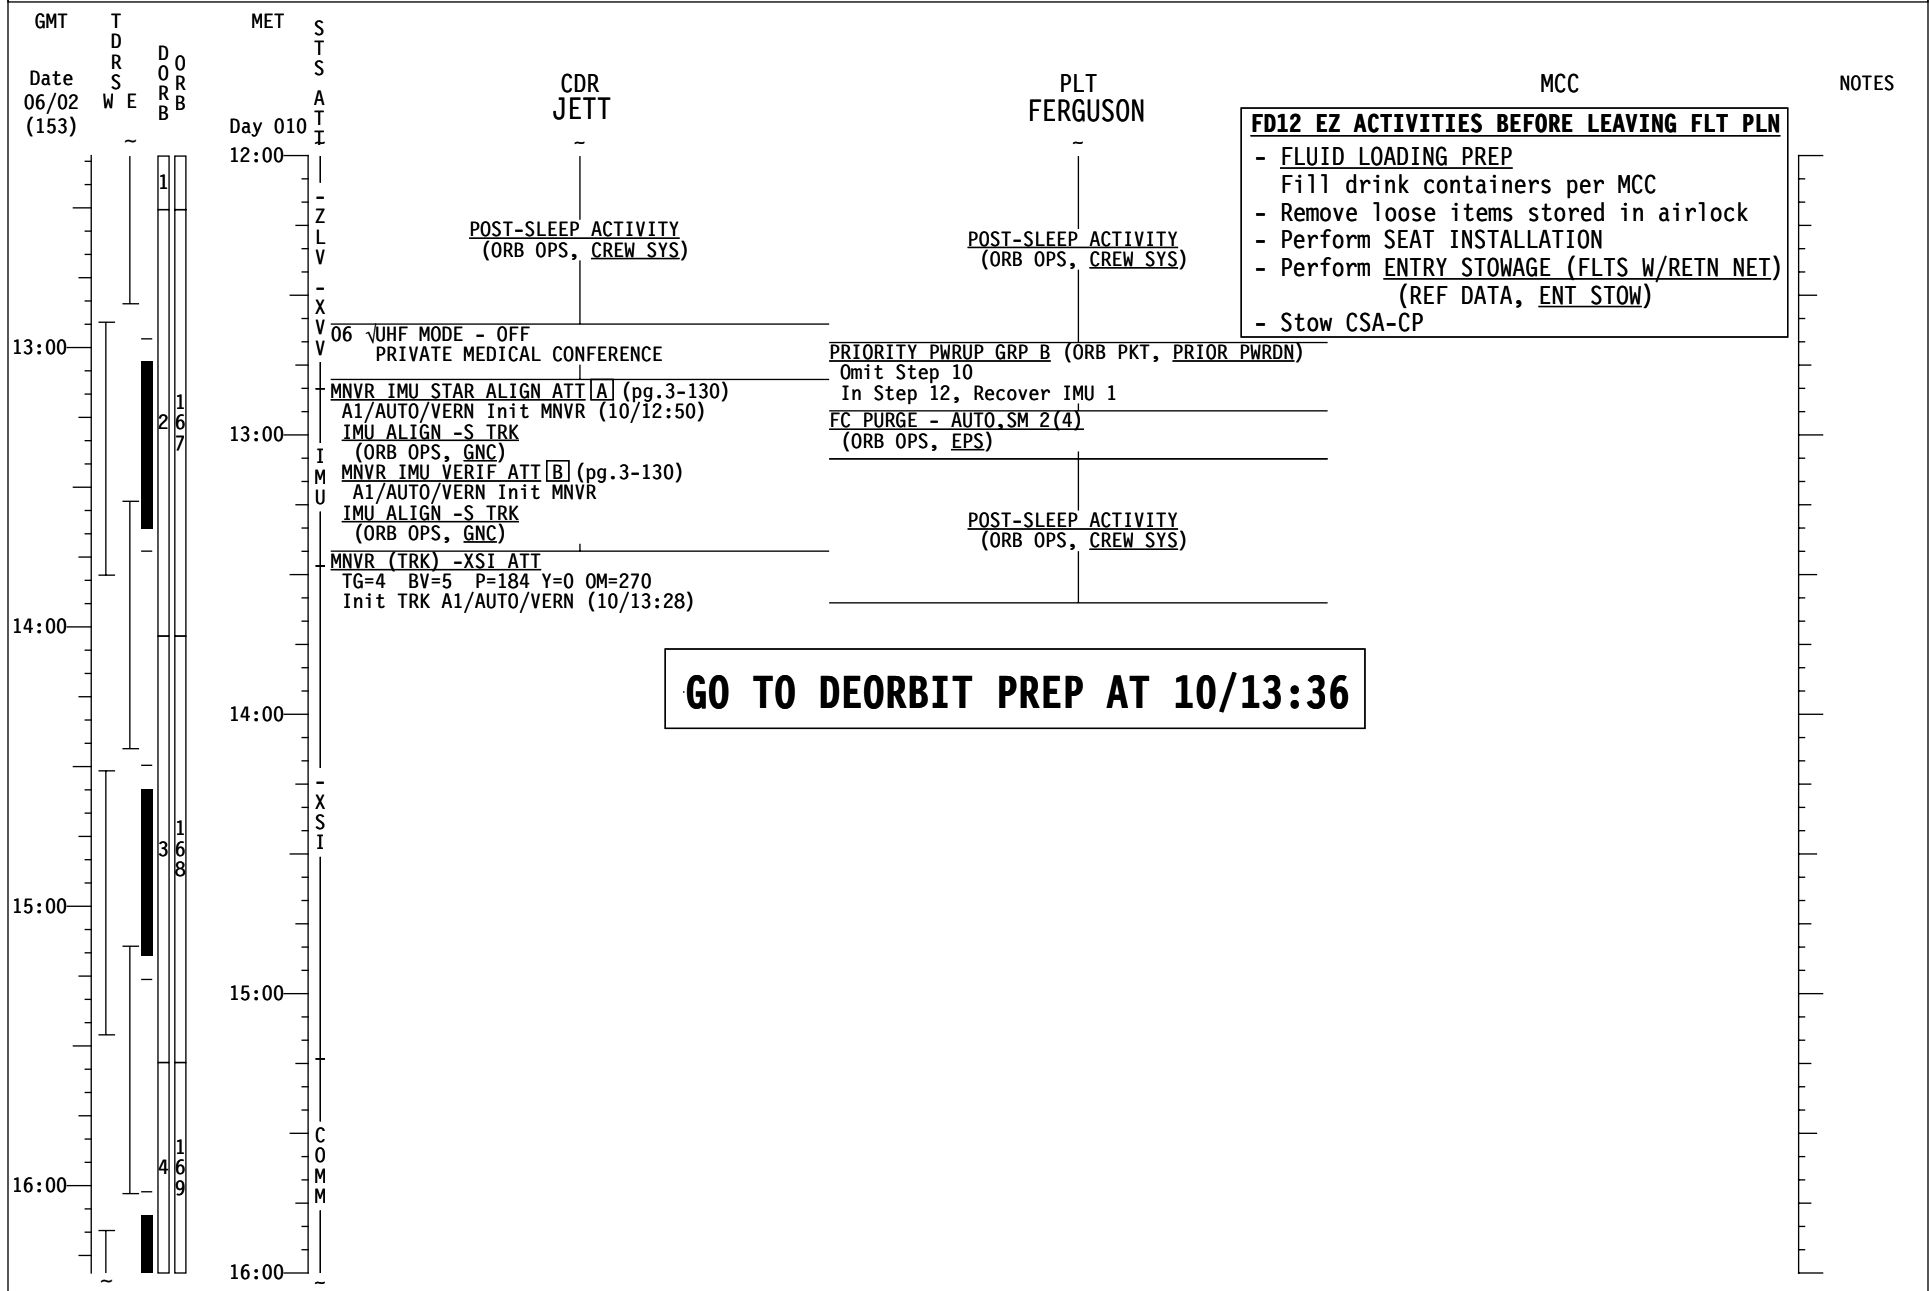 GMT
TDRS
W E
DORB
ORB
MET
STS ATT
Date
06/02
(153)
Day 010
CDR
JETT
PLT
FERGUSON
MCC
NOTES
FD12 EZ ACTIVITIES BEFORE LEAVING FLT PLN
- FLUID LOADING PREP
Fill drink containers per MCC
- Remove loose items stored in airlock
- Perform SEAT INSTALLATION
- Perform ENTRY STOWAGE (FLTS W/RETN NET)
(REF DATA, ENT STOW)
- Stow CSA-CP
~
~
~
12:00
1
-ZLV
-XVV
POST-SLEEP ACTIVITY
(ORB OPS, CREW SYS)
POST-SLEEP ACTIVITY
(ORB OPS, CREW SYS)
13:00
06 √UHF MODE - OFF
PRIVATE MEDICAL CONFERENCE
PRIORITY PWRUP GRP B (ORB PKT, PRIOR PWRDN)
Omit Step 10
In Step 12, Recover IMU 1
MNVR IMU STAR ALIGN ATT A (pg.3-130)
A1/AUTO/VERN Init MNVR (10/12:50)
IMU ALIGN -S TRK
(ORB OPS, GNC)
MNVR IMU VERIF ATT B (pg.3-130)
A1/AUTO/VERN Init MNVR
IMU ALIGN -S TRK
(ORB OPS, GNC)
FC PURGE - AUTO,SM 2(4)
(ORB OPS, EPS)
2
167
13:00
IMU
POST-SLEEP ACTIVITY
(ORB OPS, CREW SYS)
MNVR (TRK) -XSI ATT
TG=4 BV=5 P=184 Y=0 OM=270
Init TRK A1/AUTO/VERN (10/13:28)
14:00
GO TO DEORBIT PREP AT 10/13:36
14:00
-XSI
3
168
15:00
15:00
COMM
4
169
16:00
16:00
~
~